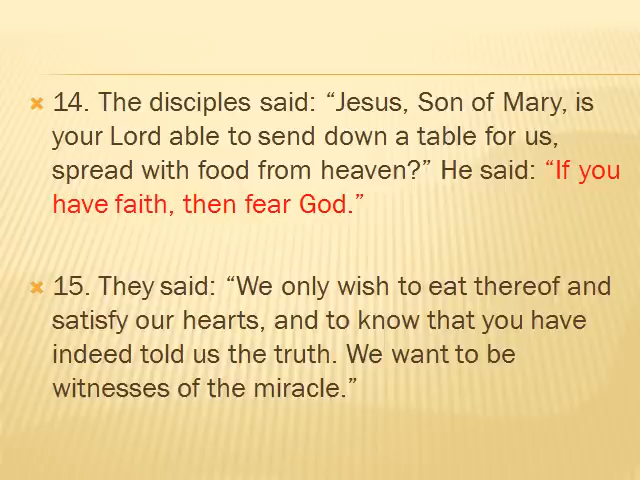 14. The disciples said: “Jesus, Son of Mary, is
your Lord able to send down a table for us,
spread with food from heaven?” He said: “If you
have faith, then fear God.”
15. They said: “We only wish to eat thereof and
satisfy our hearts, and to know that you have
indeed told us the truth. We want to be
witnesses of the miracle.”